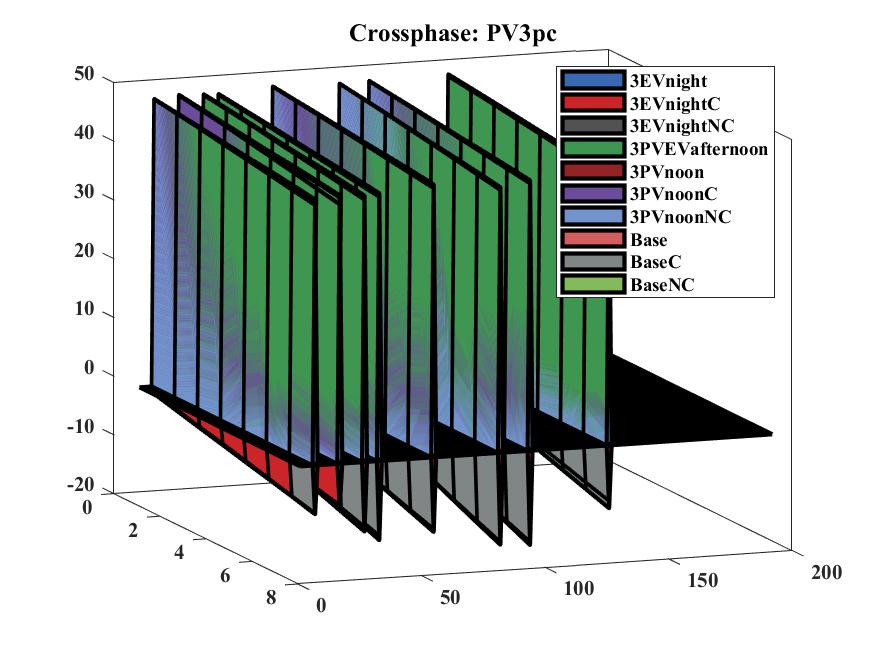 Crossphase: PV3pc
50
40
30
20
10
0
-10
-20
3EVnight
3EVnightC
3EVnightNC
3PVEVafternoon
3PVnoon
3PVnoonC
3PVnoonNC
Base
BaseC
BaseNC
0
2
4
6
8
0
50
100
150
200